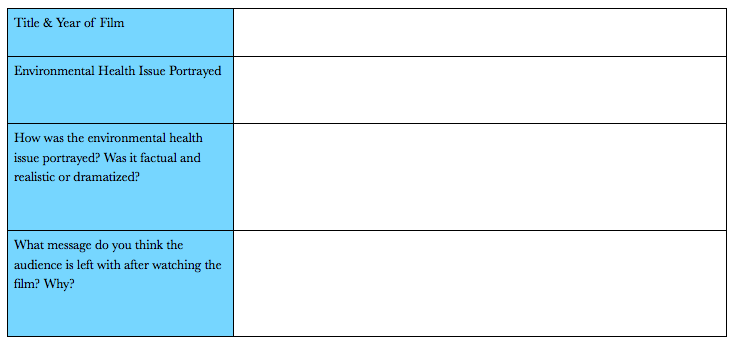 Title & Year of Film
Environmental Health Issue Portrayed
How was the environmental health
issue portrayed? Was it factual and
realistic or dramatized?
What message do you think the
audience is left with after watching the
film? Why?